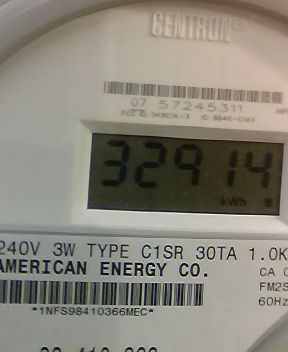 CENTRON®
07 57245311
32914
kWh
240V 3W TYPE C1SR 30TA 1.0K
AMERICAN ENERGY CO.
CA
FM2S
60Hz
*1NFS98410366MEC*